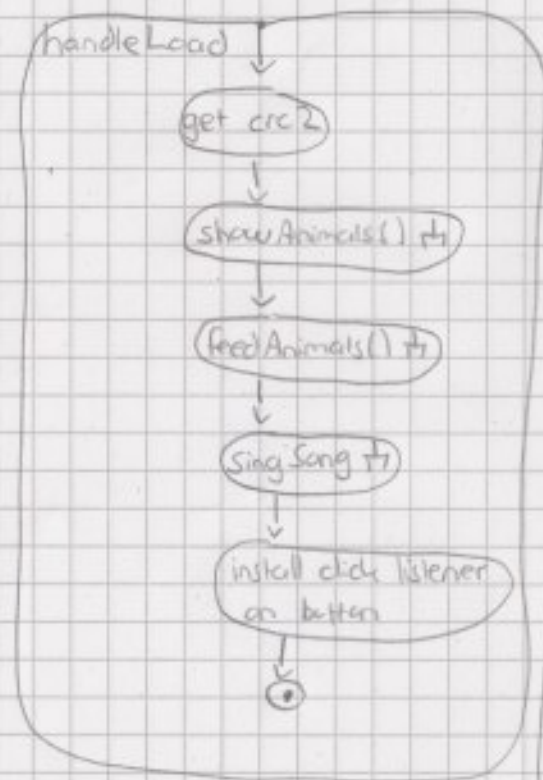 handleLoad
get crc2
showAnimals()
feedAnimals()
SingSong
install click listener
on button